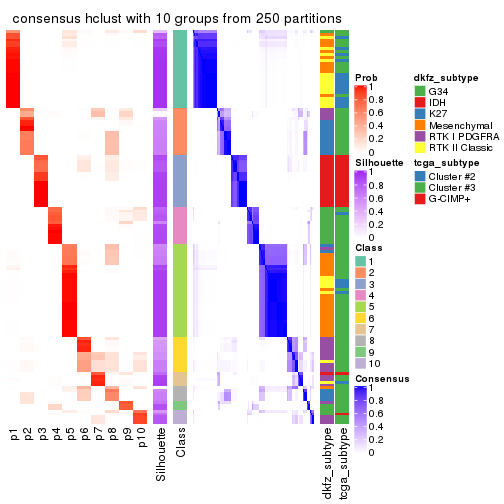 consensus hclust with 10 groups from 250 partitions
Prob
1
0.8
0.6
0.4
0.2
0
Silhouette
1
0.8
0.6
0.4
0.2
0
Class
1
2
3
4
5
6
7
8
9
10
Consensus
1
0.8
0.6
0.4
0.2
0
dkfz_subtype
G34
IDH
K27
Mesenchymal
RTK I PDGFRA
RTK II Classic
tcga_subtype
Cluster #2
Cluster #3
G-CIMP+
p1
p2
p3
p4
p5
p6
p7
p8
p9
p10
Silhouette
Class
dkfz_subtype
tcga_subtype